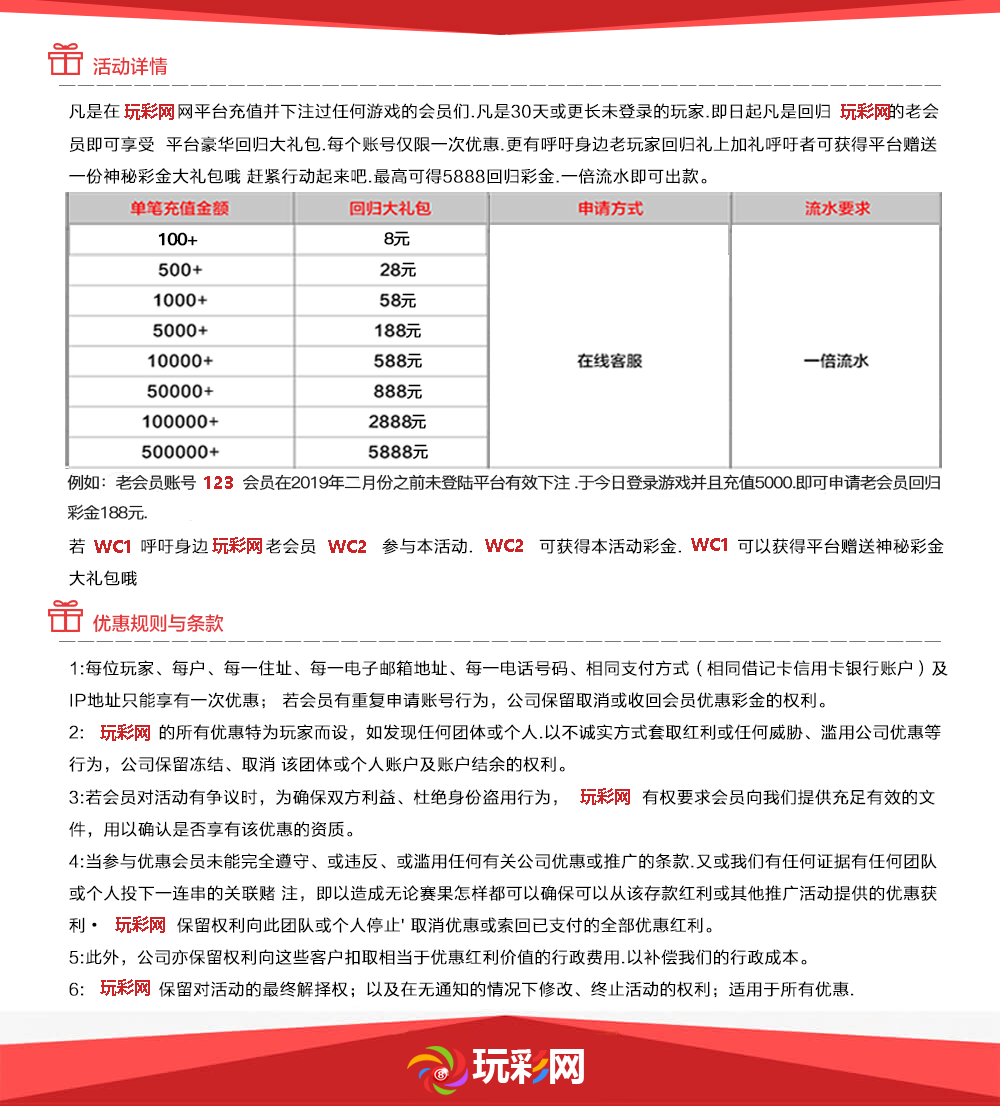 活动详情
凡是在 玩彩网 网平台充值并下注过任何游戏的会员们.凡是30天或更长未登录的玩家.即日起凡是回归 玩彩网的老会
员即可享受 平台豪华回归大礼包.每个账号仅限一次优惠.更有呼吁身边老玩家回归礼上加礼呼吁者可获得平台赠送
一份神秘彩金大礼包哦 赶紧行动起来吧.最高可得5888回归彩金.一倍流水即可出款。
单笔充值金额 回归大礼包 申请方式 流水要求
100+ 8元
500+ 28元
1000+ 58元
5000+ 188元
10000+ 588元 在线客服 一倍流水
50000+ 888元
100000+ 2888元
500000+ 5888元
例如：老会员账号 123 会员在2019年二月份之前未登陆平台有效下注 .于今日登录游戏并且充值5000.即可申请老会员回归
彩金188元.
若 WC1 呼吁身边 玩彩网 老会员 WC2 参与本活动. WC2 可获得本活动彩金. WC1 可以获得平台赠送神秘彩金
大礼包哦
优惠规则与条款
1:每位玩家、每户、每一住址、每一电子邮箱地址、每一电话号码、相同支付方式（相同借记卡信用卡银行账户）及
IP地址只能享有一次优惠； 若会员有重复申请账号行为，公司保留取消或收回会员优惠彩金的权利。
2: 玩彩网 的所有优惠特为玩家而设，如发现任何团体或个人.以不诚实方式套取红利或任何威胁、滥用公司优惠等
行为，公司保留冻结、取消 该团体或个人账户及账户结余的权利。
3:若会员对活动有争议时，为确保双方利益、杜绝身份盗用行为， 玩彩网 有权要求会员向我们提供充足有效的文
件，用以确认是否享有该优惠的资质。
4:当参与优惠会员未能完全遵守、或违反、或滥用任何有关公司优惠或推广的条款.又或我们有任何证据有任何团队
或个人投下一连串的关联赌 注，即以造成无论赛果怎样都可以确保可以从该存款红利或其他推广活动提供的优惠获
利· 玩彩网 保留权利向此团队或个人停止' 取消优惠或索回已支付的全部优惠红利。
5:此外，公司亦保留权利向这些客户扣取相当于优惠红利价值的行政费用.以补偿我们的行政成本。
6: 玩彩网 保留对活动的最终解择权；以及在无通知的情况下修改、终止活动的权利；适用于所有优惠.
8 玩彩网